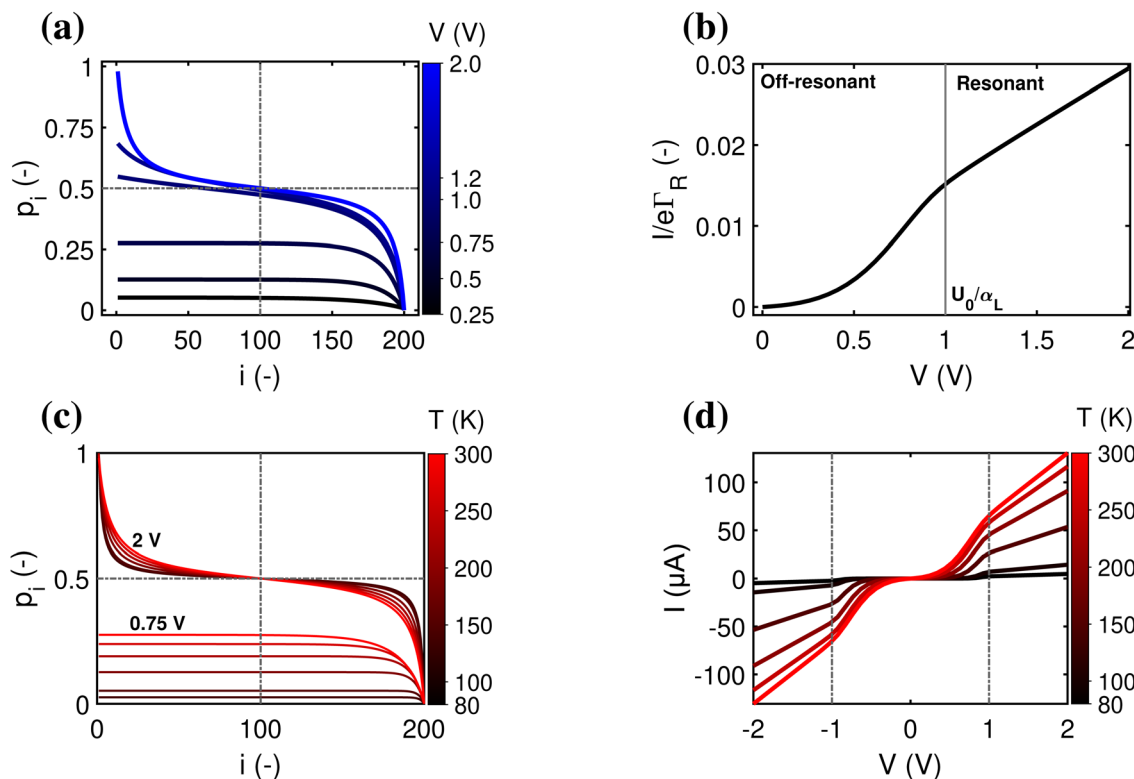 (a)
V (V)
2.0
1.2
1.0
0.75
0.5
0.25
1
0.75
0.5
0.25
0
p_i (-)
0 50 100 150 200
i (-)
(b)
0.03
0.02
0.01
0
I/eΓ_R (-)
Off-resonant Resonant
U_0/α_L
0 0.5 1 1.5 2
V (V)
(c)
T (K)
300
250
200
150
100
80
1
0.5
0
p_i (-)
2 V
0.75 V
0 100 200
i (-)
(d)
T (K)
300
250
200
150
100
80
100
50
0
-50
-100
I (μA)
-2 -1 0 1 2
V (V)